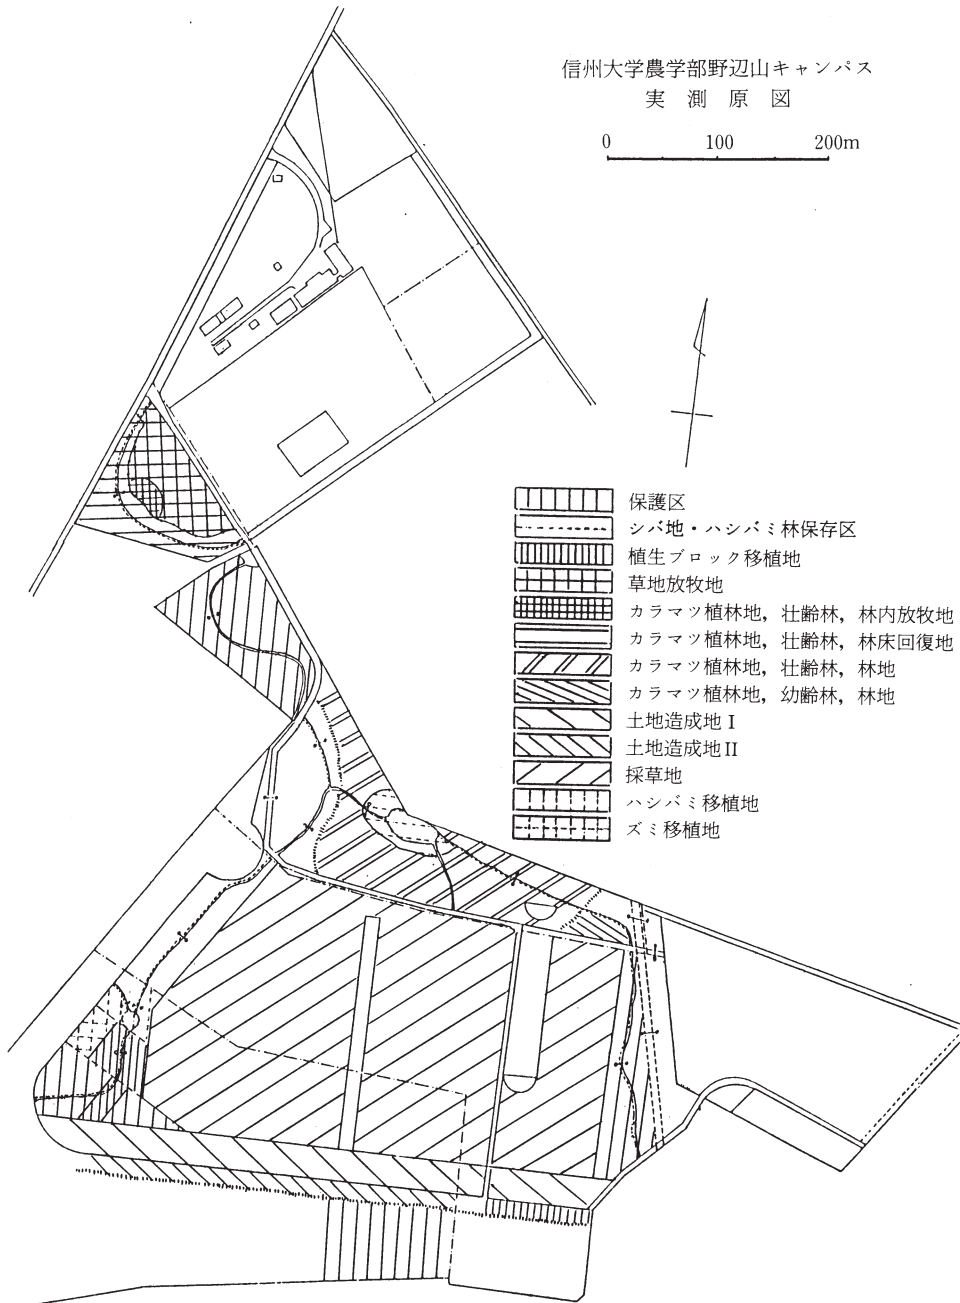 信州大学農学部野辺山キャンパス
実測原図
0 100 200m
保護区
シバ地・ハシバミ林保存区
植生ブロック移植地
草地放牧地
カラマツ植林地，壮齢林，林内放牧地
カラマツ植林地，壮齢林，林床回復地
カラマツ植林地，壮齢林，林地
カラマツ植林地，幼齢林，林地
土地造成地 I
土地造成地 II
採草地
ハシバミ移植地
ズミ移植地